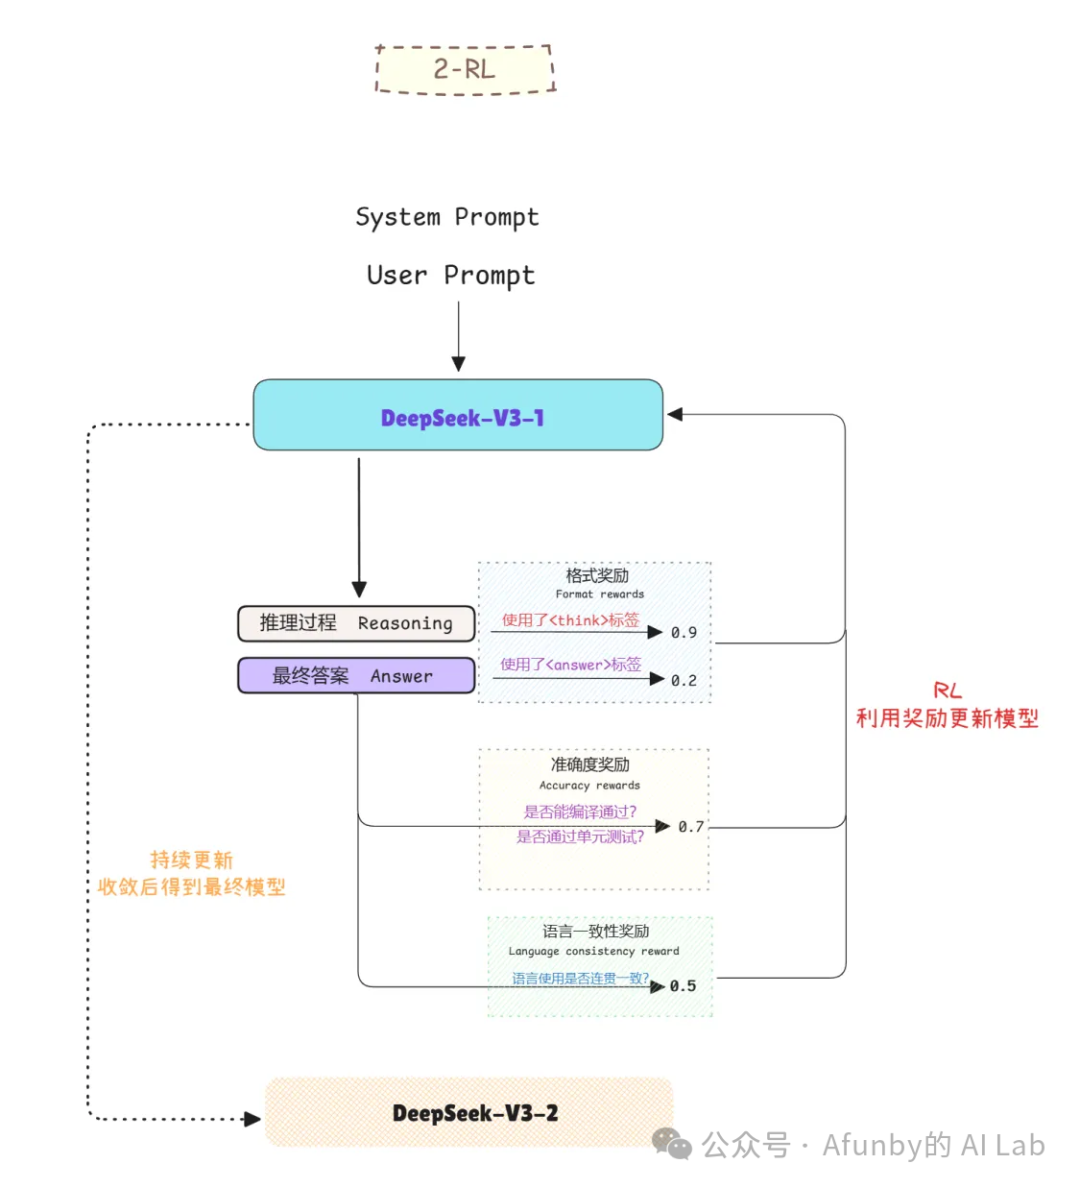 2-RL
System Prompt
User Prompt
DeepSeek-V3-1
推理过程 Reasoning
最终答案 Answer
格式奖励
Format rewards
使用了<think>标签
0.9
使用了<answer>标签
0.2
准确度奖励
Accuracy rewards
是否能编译通过?
0.7
是否通过单元测试?
语言一致性奖励
Language consistency reward
语言使用是否连贯一致?
0.5
RL
利用奖励更新模型
持续更新
收敛后得到最终模型
DeepSeek-V3-2
公众号 · Afunby的 AI Lab